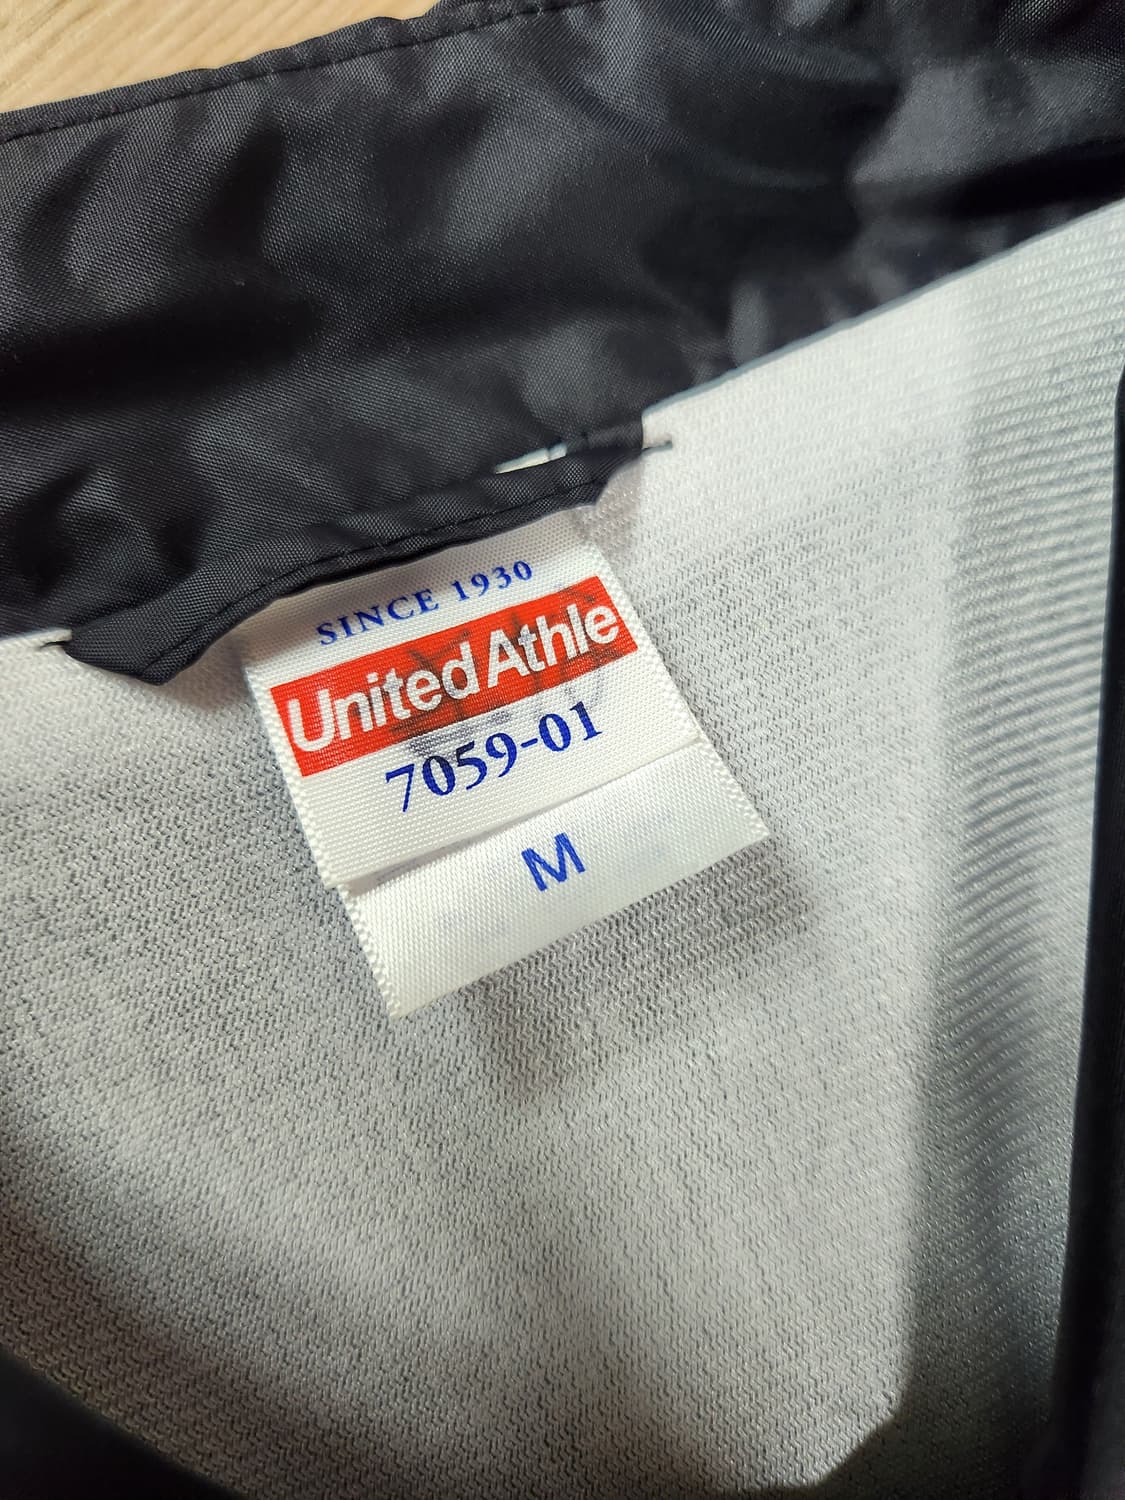 SINCE 1930
United Athle
7059-01
M